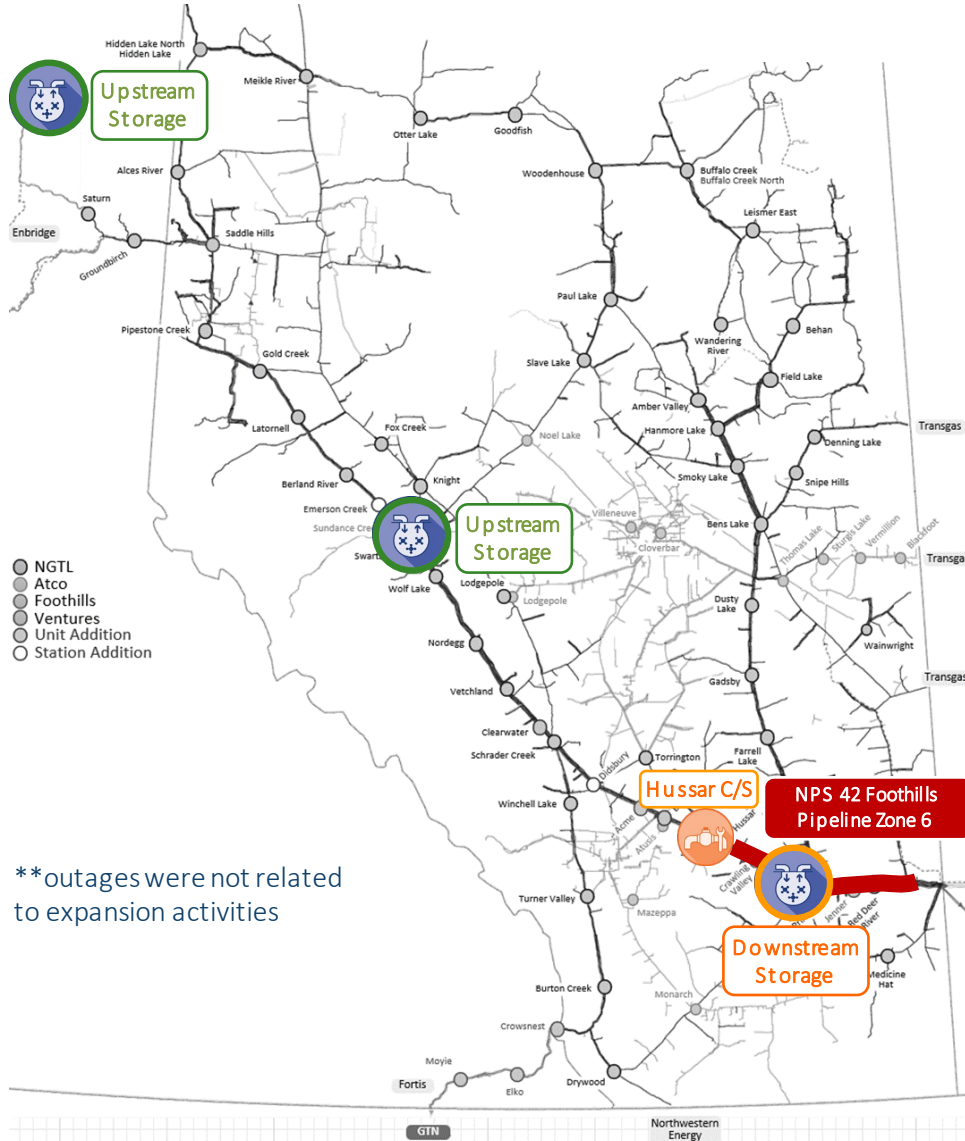 Hidden Lake North
Hidden Lake
Meikle River
Upstream
Storage
Otter Lake
Goodfish
Alces River
Woodenhouse
Buffalo Creek
Buffalo Creek North
Saturn
Leismer East
Enbridge
Saddle Hills
Groundbirch
Paul Lake
Pipestone Creek
Wandering
River
Behan
Gold Creek
Slave Lake
Field Lake
Amber Valley
Latornell
Fox Creek
Hanmore Lake
Transgas
Noel Lake
Denning Lake
Berland River
Knight
Smoky Lake
Snipe Hills
Emerson Creek
Upstream
Storage
Villeneuve
Bens Lake
Thomas Lake
Sturgis Lake
Vermillion
Blackfoot
Cloverbar
Transga
NGTL
Atco
Foothills
Ventures
Unit Addition
Station Addition
Wolf Lake
Lodgepole
Lodgepole
Dusty
Lake
Wainwright
Nordegg
Vetchland
Gadsby
Transgas
Clearwater
Schrader Creek
Farrell
Lake
Didsbury
Torrington
Hussar C/S
NPS 42 Foothills
Pipeline Zone 6
Winchell Lake
Acme
Atusis
Hussar
Crawling
Valley
**outages were not related
to expansion activities
Turner Valley
Mazeppa
Jenner
Red Deer
River
Downstream
Storage
Medicine
Hat
Burton Creek
Monarch
Crowsnest
Moyie
Elko
Fortis
Drywood
GTN
Northwestern
Energy